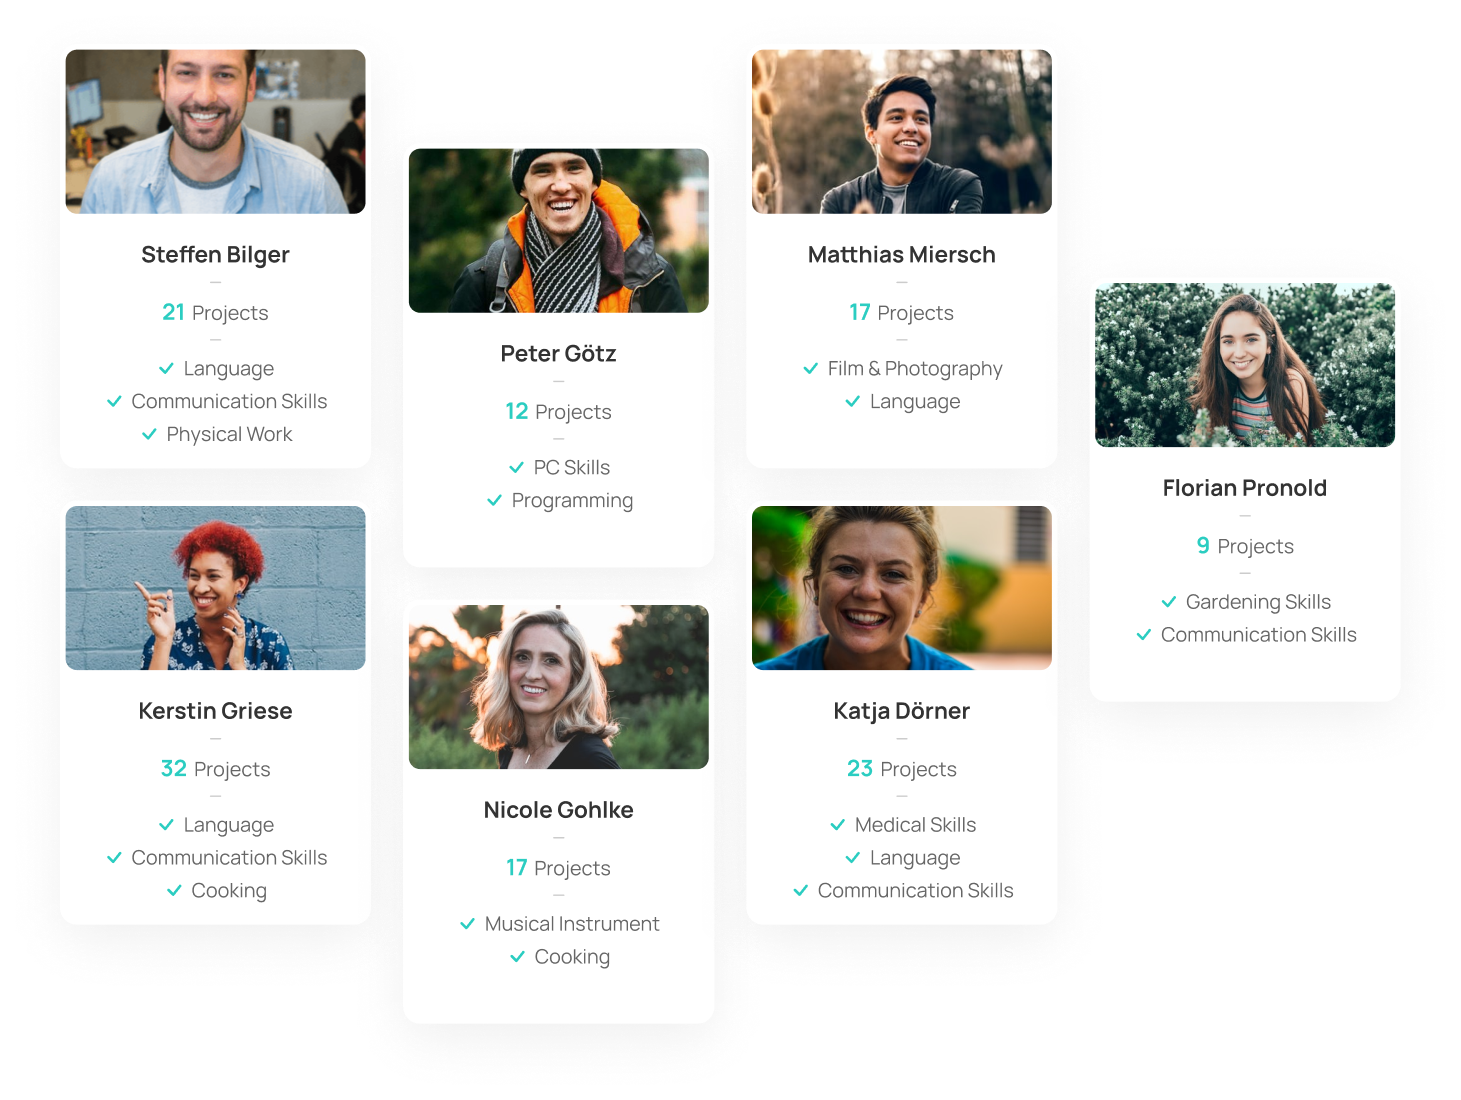 Steffen Bilger
21 Projects
Language
Communication Skills
Physical Work
Kerstin Griese
32 Projects
Language
Communication Skills
Cooking
Peter Götz
12 Projects
PC Skills
Programming
Nicole Gohlke
17 Projects
Musical Instrument
Cooking
Matthias Miersch
17 Projects
Film & Photography
Language
Katja Dörner
23 Projects
Medical Skills
Language
Communication Skills
Florian Pronold
9 Projects
Gardening Skills
Communication Skills